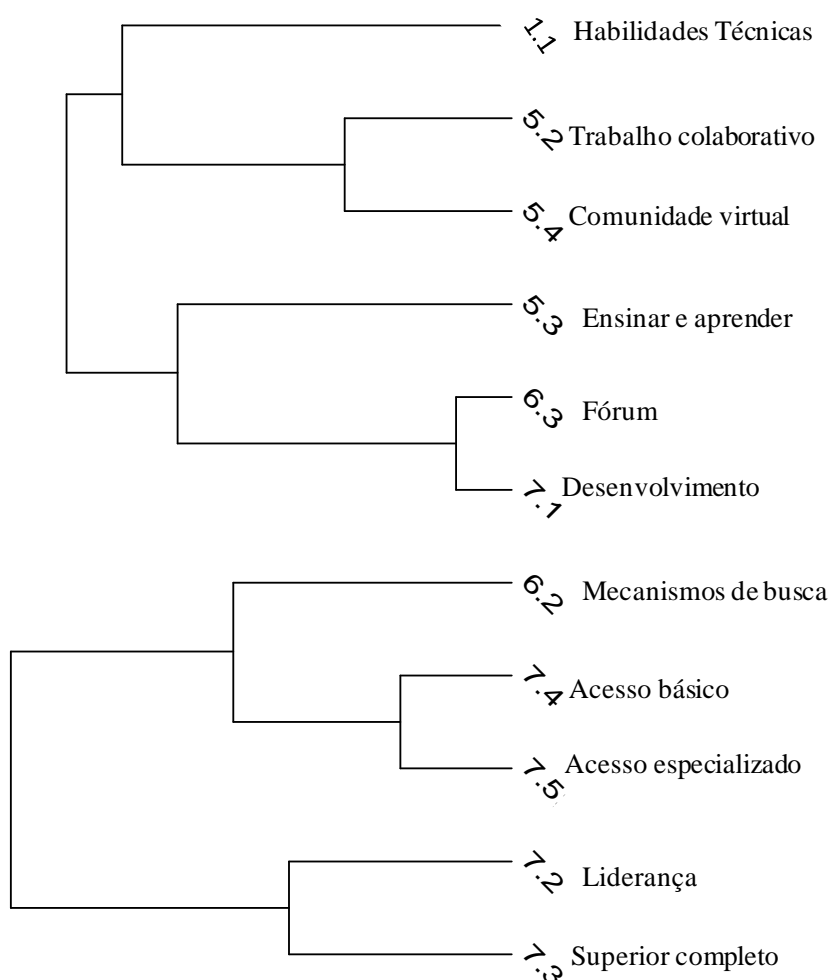 1.1 Habilidades Técnicas
5.2 Trabalho colaborativo
5.4 Comunidade virtual
5.3 Ensinar e aprender
6.3 Fórum
7.1 Desenvolvimento
6.2 Mecanismos de busca
7.4 Acesso básico
7.5 Acesso especializado
7.2 Liderança
7.3 Superior completo